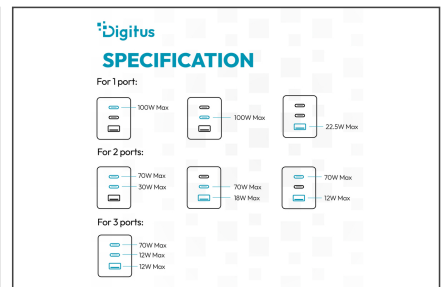 Digitus
SPECIFICATION
For 1 port:
100W Max
100W Max
22.5W Max
For 2 ports:
70W Max
30W Max
70W Max
18W Max
70W Max
12W Max
For 3 ports:
70W Max
12W Max
12W Max